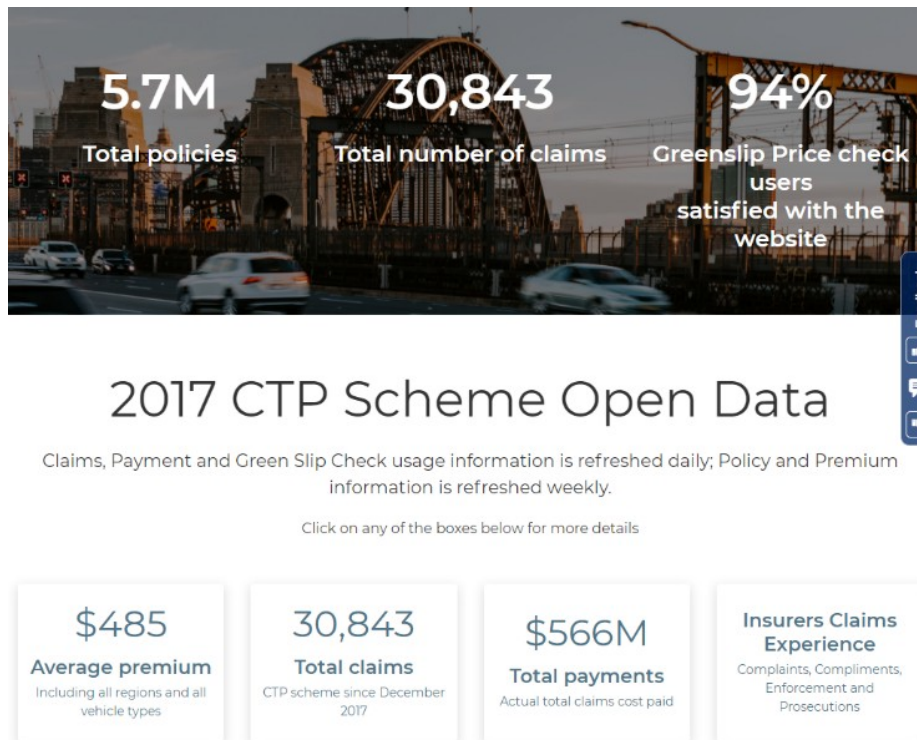 5.7M
Total policies
30,843
Total number of claims
94%
Greenslip Price check
users
satisfied with the
website
2017 CTP Scheme Open Data
Claims, Payment and Green Slip Check usage information is refreshed daily; Policy and Premium
information is refreshed weekly.
Click on any of the boxes below for more details
$485
Average premium
Including all regions and all
vehicle types
30,843
Total claims
CTP scheme since December
2017
$566M
Total payments
Actual total claims cost paid
Insurers Claims
Experience
Complaints, Compliments,
Enforcement and
Prosecutions